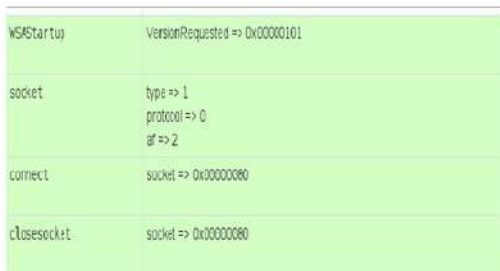 WSAStartup VersionRequested => 0x00000101
socket type => 1
protocol => 0
af => 2
connect socket => 0x00000080
closesocket socket => 0x00000080